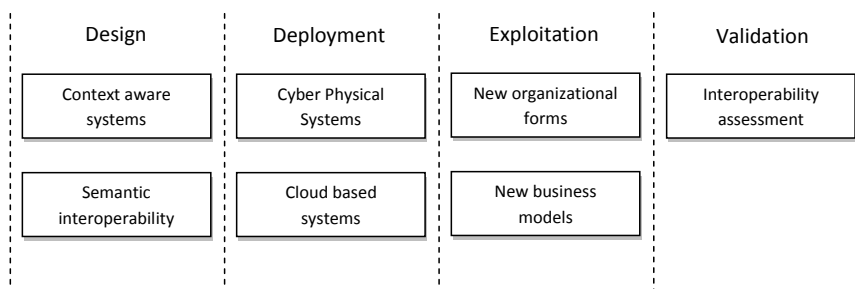 Design
Context aware
systems
Semantic
interoperability
Deployment
Cyber Physical
Systems
Cloud based
systems
Exploitation
New organizational
forms
New business
models
Validation
Interoperability
assessment